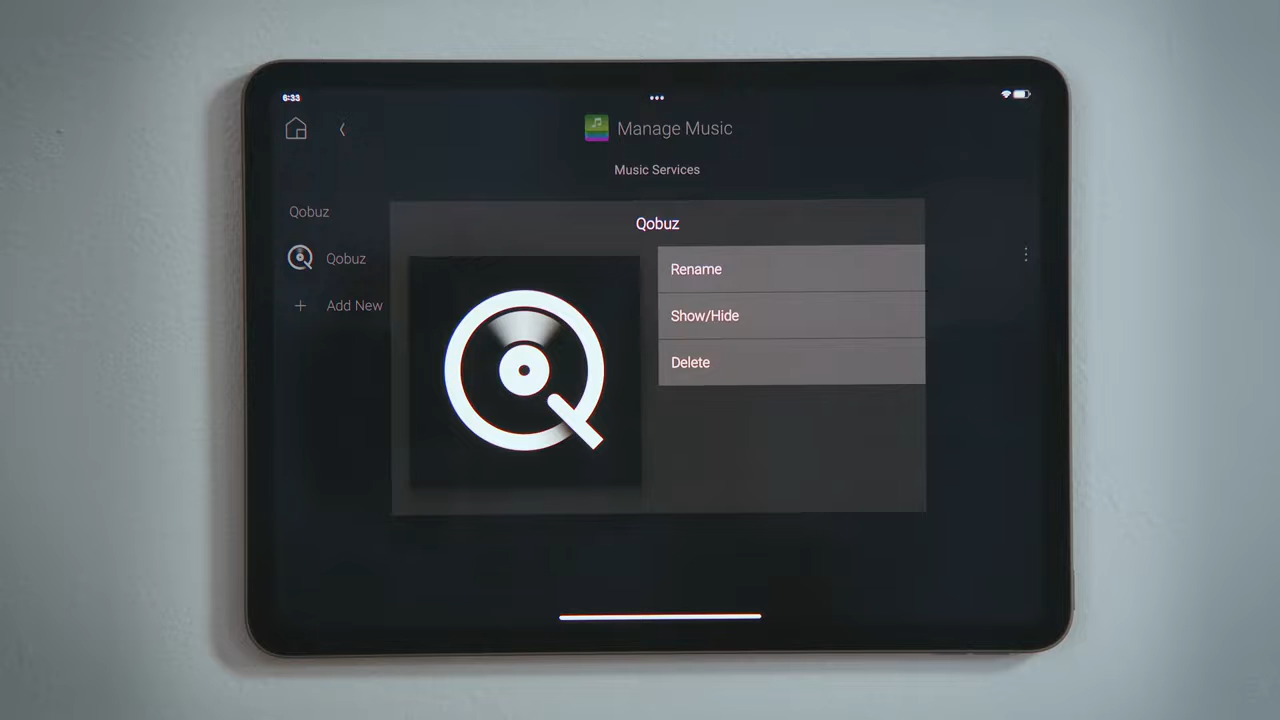 6:33
Manage Music
Music Services
Qobuz
Qobuz
Add New
Qobuz
Rename
Show/Hide
Delete